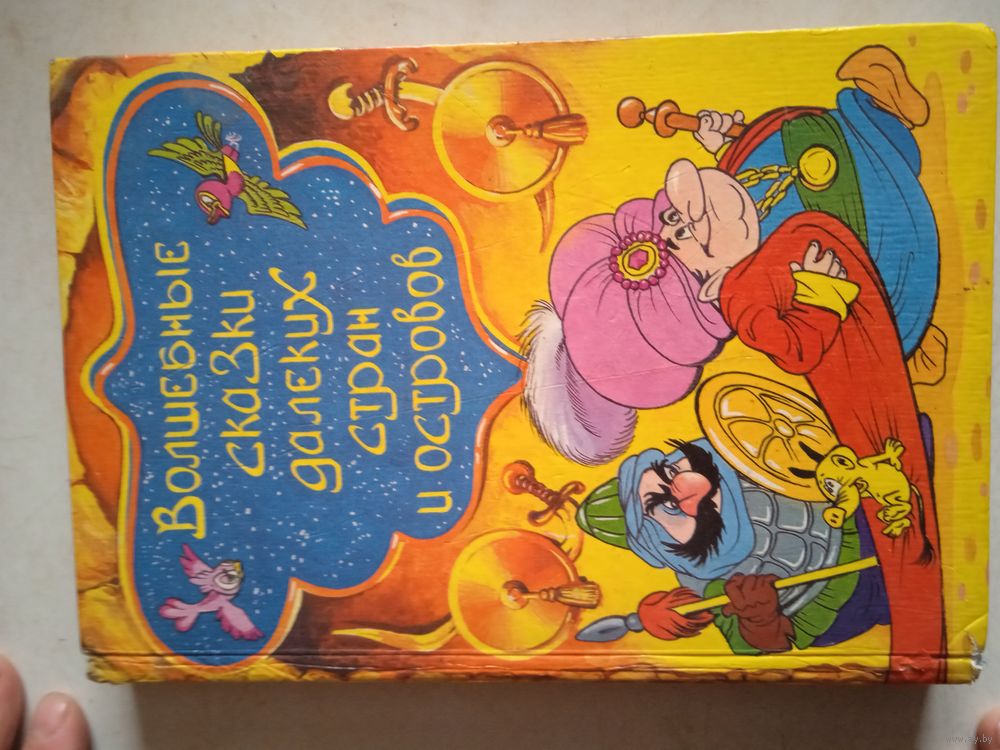 Волшебные
сказки
далеких
стран
и островов